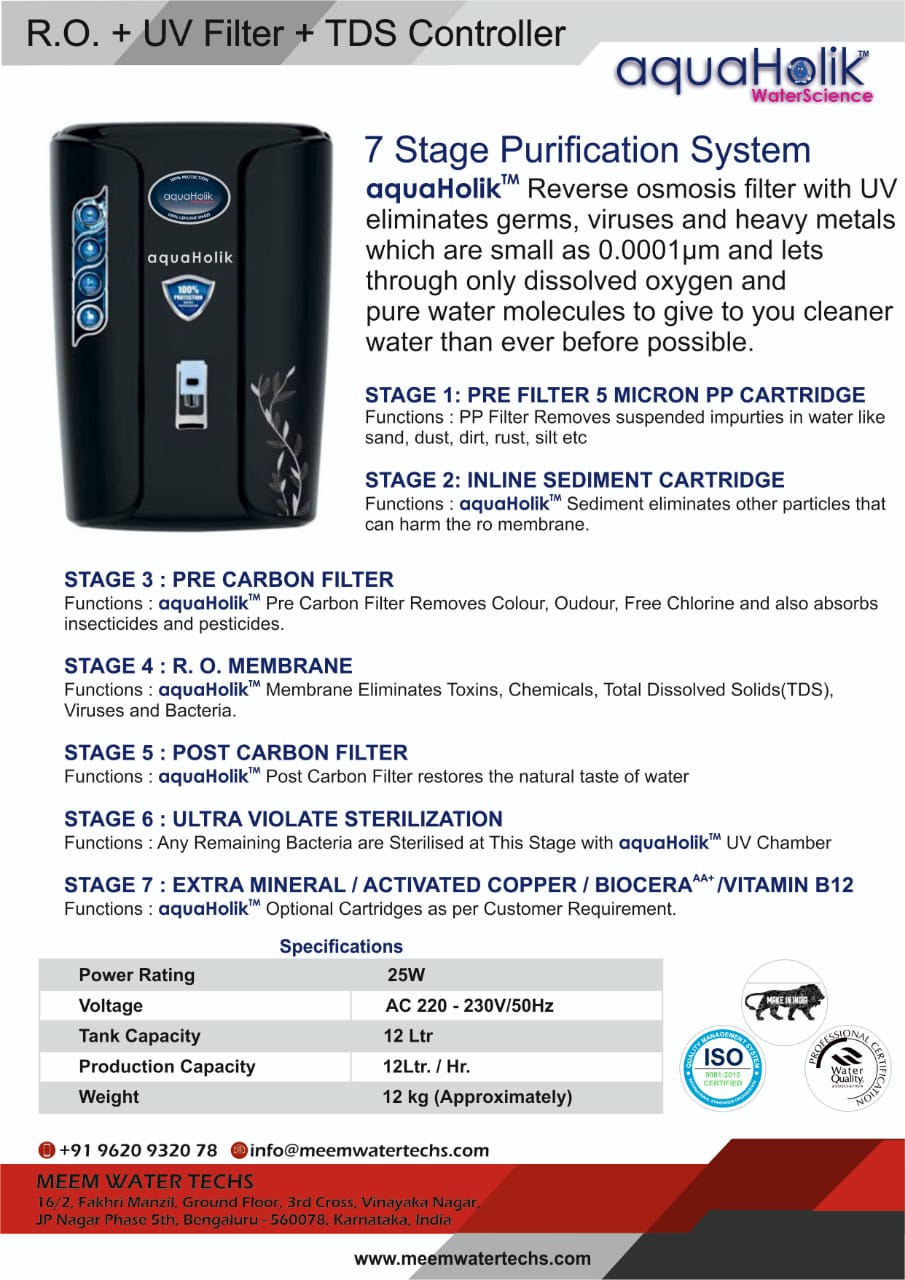 R.O. + UV Filter + TDS Controller
aquaHolik™
WaterScience
100% PROTECTION
aquaHolik
aquaHolik
100%
PROTECTION
7 Stage Purification System
aquaHolik™ Reverse osmosis filter with UV
eliminates germs, viruses and heavy metals
which are small as 0.0001µm and lets
through only dissolved oxygen and
pure water molecules to give to you cleaner
water than ever before possible.
STAGE 1: PRE FILTER 5 MICRON PP CARTRIDGE
Functions : PP Filter Removes suspended impurties in water like
sand, dust, dirt, rust, silt etc
STAGE 2: INLINE SEDIMENT CARTRIDGE
Functions : aquaHolik™ Sediment eliminates other particles that
can harm the ro membrane.
STAGE 3 : PRE CARBON FILTER
Functions : aquaHolik™ Pre Carbon Filter Removes Colour, Oudour, Free Chlorine and also absorbs
insecticides and pesticides.
STAGE 4 : R. O. MEMBRANE
Functions : aquaHolik™ Membrane Eliminates Toxins, Chemicals, Total Dissolved Solids(TDS),
Viruses and Bacteria.
STAGE 5 : POST CARBON FILTER
Functions : aquaHolik™ Post Carbon Filter restores the natural taste of water
STAGE 6 : ULTRA VIOLATE STERILIZATION
Functions : Any Remaining Bacteria are Sterilised at This Stage with aquaHolik™ UV Chamber
STAGE 7 : EXTRA MINERAL / ACTIVATED COPPER / BIOCERA AA+ /VITAMIN B12
Functions : aquaHolik™ Optional Cartridges as per Customer Requirement.
Specifications
Power Rating 25W
Voltage AC 220 - 230V/50Hz
Tank Capacity 12 Ltr
Production Capacity 12Ltr. / Hr.
Weight 12 kg (Approximately)
MAKE IN INDIA
QUALITY MANAGEMENT SYSTEM
ISO
9001:2015
CERTIFIED
PROFESSIONAL CERTIFICATION
Water
Quality
ASSOCIATION
+91 9620 9320 78 info@meemwatertechs.com
MEEM WATER TECHS
16/2, Fakhri Manzil, Ground Floor, 3rd Cross, Vinayaka Nagar,
JP Nagar Phase 5th, Bengaluru - 560078, Karnataka, India
www.meemwatertechs.com